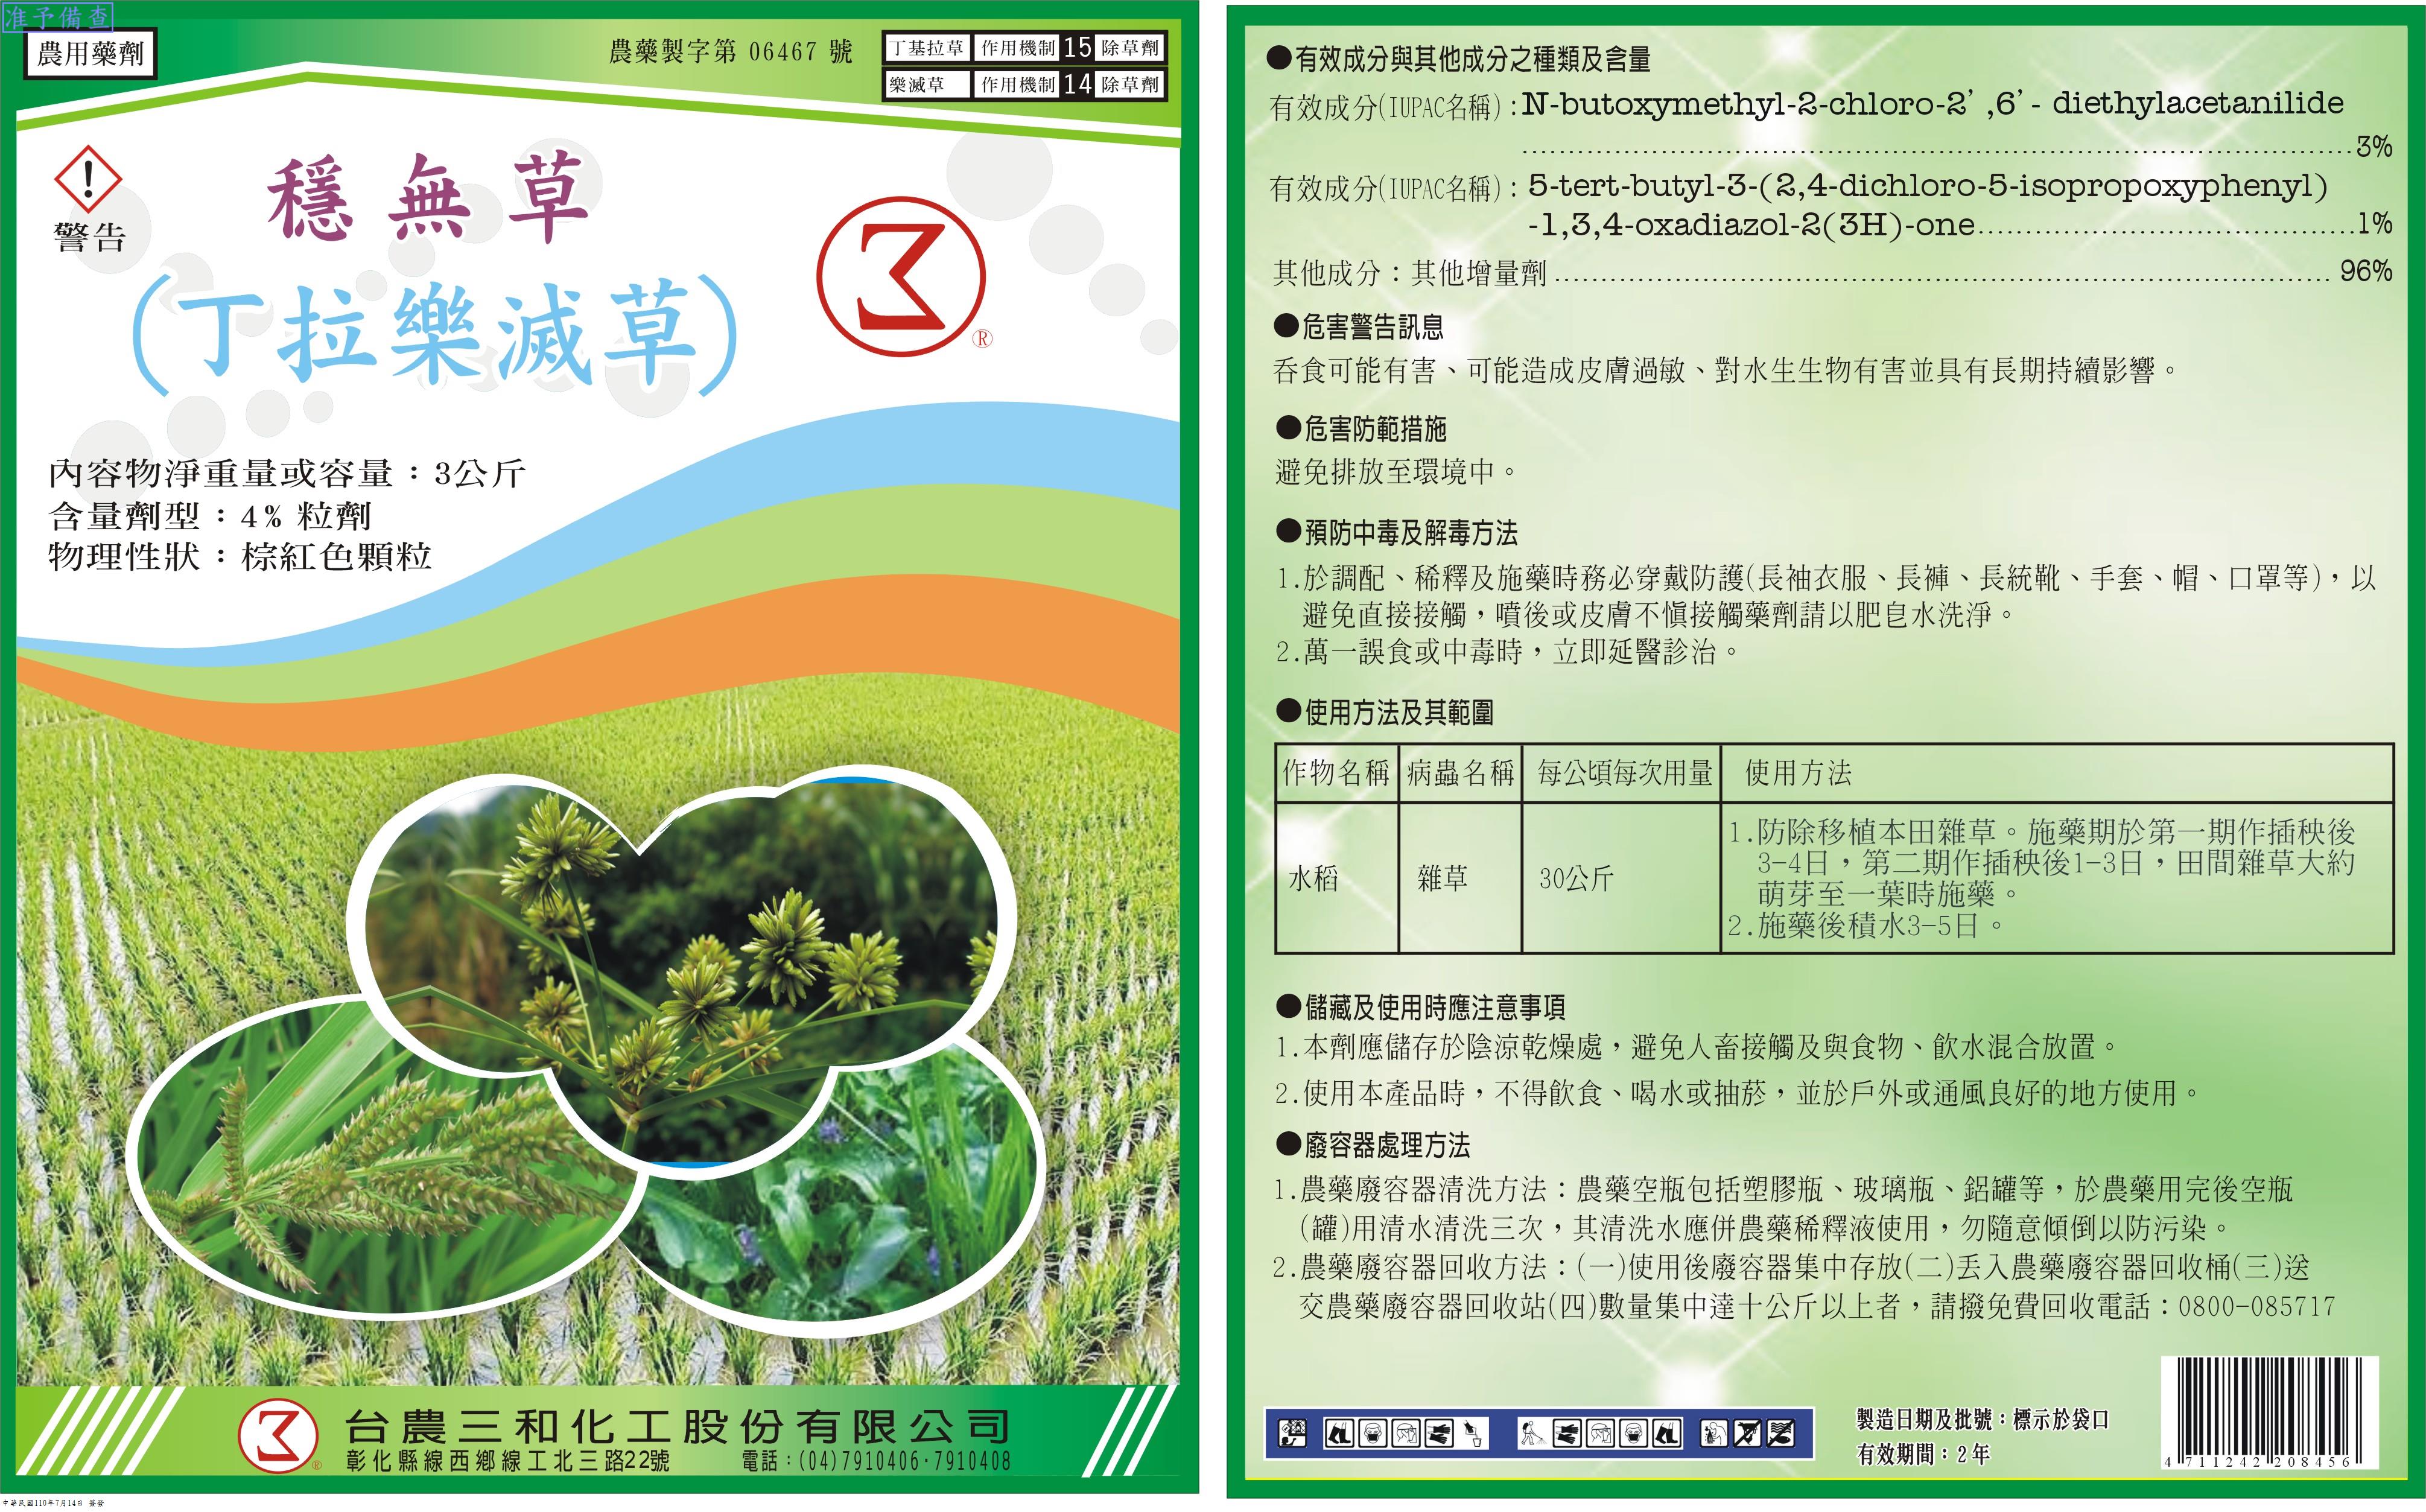 准予備查
農用藥劑
農藥製字第 06467 號
丁基拉草 作用機制 15 除草劑
樂滅草 作用機制 14 除草劑
警告
穩無草
(丁拉樂滅草)
®
內容物淨重量或容量：3公斤
含量劑型：4% 粒劑
物理性狀：棕紅色顆粒
台農三和化工股份有限公司
®
彰化縣線西鄉線工北三路22號 電話：(04)7910406·7910408
中華民國110年7月14日 簽發
●有效成分與其他成分之種類及含量
有效成分(IUPAC名稱)：N-butoxymethyl-2-chloro-2’,6’- diethylacetanilide
3%
有效成分(IUPAC名稱)：5-tert-butyl-3-(2,4-dichloro-5-isopropoxyphenyl)
-1,3,4-oxadiazol-2(3H)-one 1%
其他成分：其他增量劑 96%
●危害警告訊息
吞食可能有害、可能造成皮膚過敏、對水生生物有害並具有長期持續影響。
●危害防範措施
避免排放至環境中。
●預防中毒及解毒方法
1.於調配、稀釋及施藥時務必穿戴防護(長袖衣服、長褲、長統靴、手套、帽、口罩等)，以
避免直接接觸，噴後或皮膚不慎接觸藥劑請以肥皂水洗淨。
2.萬一誤食或中毒時，立即延醫診治。
●使用方法及其範圍
作物名稱 病蟲名稱 每公頃每次用量 使用方法
水稻 雜草 30公斤
1.防除移植本田雜草。施藥期於第一期作插秧後
3-4日，第二期作插秧後1-3日，田間雜草大約
萌芽至一葉時施藥。
2.施藥後積水3-5日。
●儲藏及使用時應注意事項
1.本劑應儲存於陰涼乾燥處，避免人畜接觸及與食物、飲水混合放置。
2.使用本產品時，不得飲食、喝水或抽菸，並於戶外或通風良好的地方使用。
●廢容器處理方法
1.農藥廢容器清洗方法：農藥空瓶包括塑膠瓶、玻璃瓶、鋁罐等，於農藥用完後空瓶
(罐)用清水清洗三次，其清洗水應併農藥稀釋液使用，勿隨意傾倒以防污染。
2.農藥廢容器回收方法：(一)使用後廢容器集中存放(二)丟入農藥廢容器回收桶(三)送
交農藥廢容器回收站(四)數量集中達十公斤以上者，請撥免費回收電話：0800-085717
製造日期及批號：標示於袋口
有效期間：2年
4 711242 208456